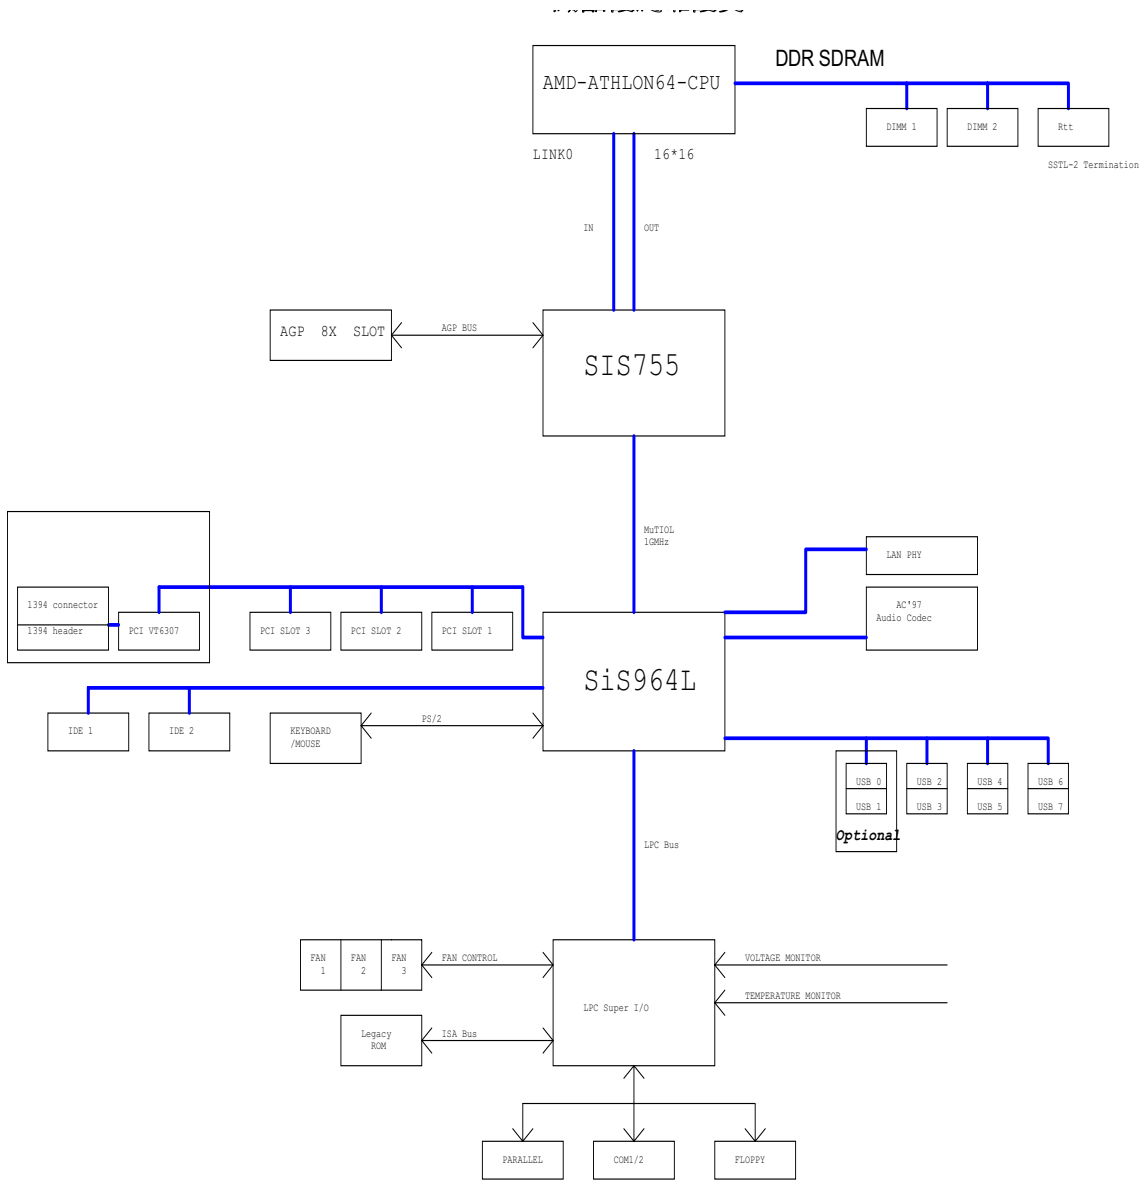 DDR SDRAM
AMD-ATHLON64-CPU
DIMM 1
DIMM 2
Rtt
LINK0
16*16
SSTL-2 Termination
IN
OUT
AGP 8X SLOT
AGP BUS
SIS755
MuTIOL
1GMHz
LAN PHY
1394 connector
1394 header
PCI VT6307
PCI SLOT 3
PCI SLOT 2
PCI SLOT 1
AC'97
Audio Codec
SiS964L
IDE 1
IDE 2
KEYBOARD
/MOUSE
PS/2
USB 0
USB 2
USB 4
USB 6
USB 1
USB 3
USB 5
USB 7
Optional
LPC Bus
FAN
1
FAN
2
FAN
3
FAN CONTROL
VOLTAGE MONITOR
TEMPERATURE MONITOR
LPC Super I/O
Legacy
ROM
ISA Bus
PARALLEL
COM1/2
FLOPPY